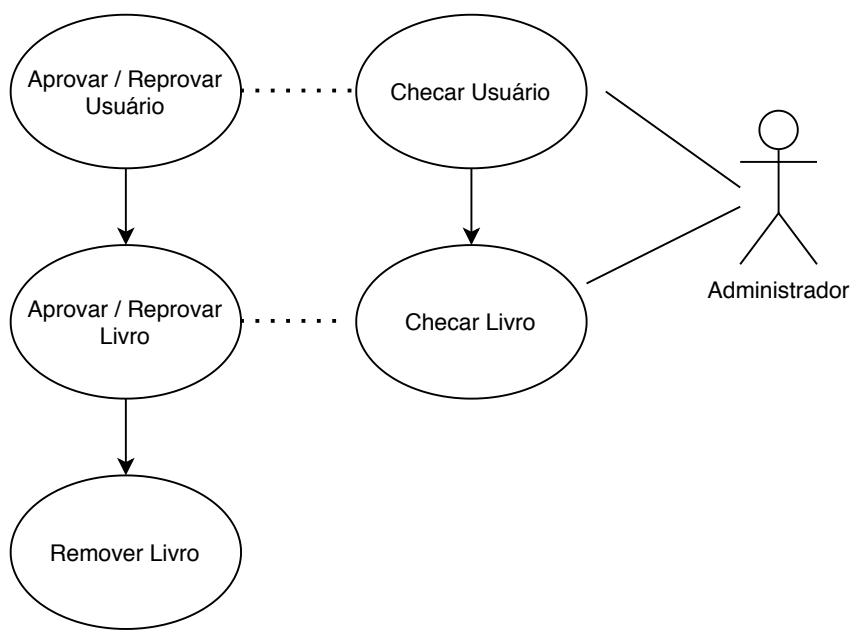 Aprovar / Reprovar
Usuário
Checar Usuário
Administrador
Aprovar / Reprovar
Livro
Checar Livro
Remover Livro